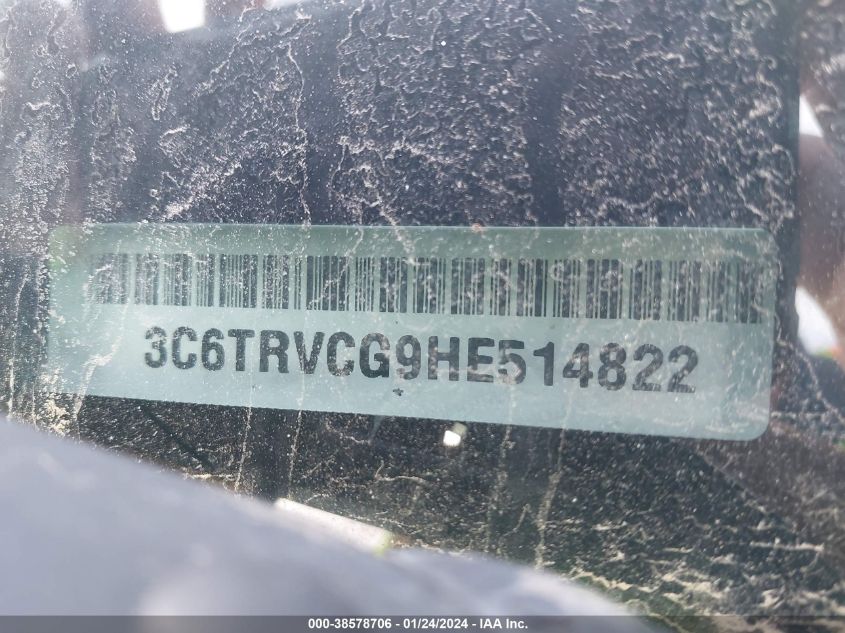 3C6TRVCG9HE514822
000-38578706 - 01/24/2024 - IAA Inc.